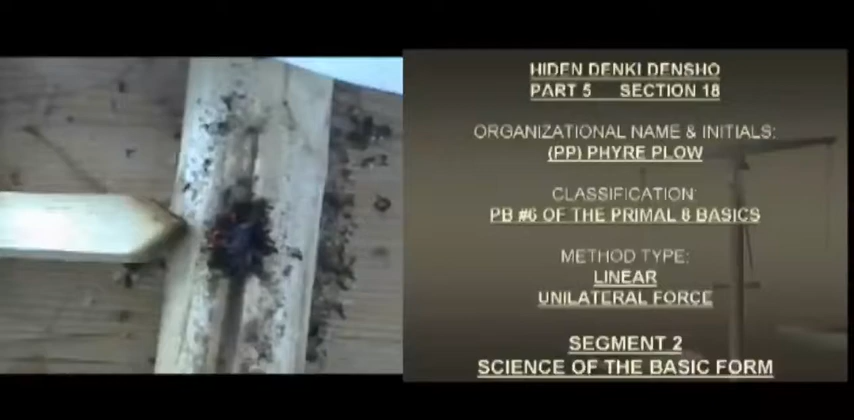 HIDEN DENKI DENSHO
PART 5 SECTION 18
ORGANIZATIONAL NAME & INITIALS:
(PP) PHYRE PLOW
CLASSIFICATION:
PB #6 OF THE PRIMAL 8 BASICS
METHOD TYPE:
LINEAR
UNILATERAL FORCE
SEGMENT 2
SCIENCE OF THE BASIC FORM